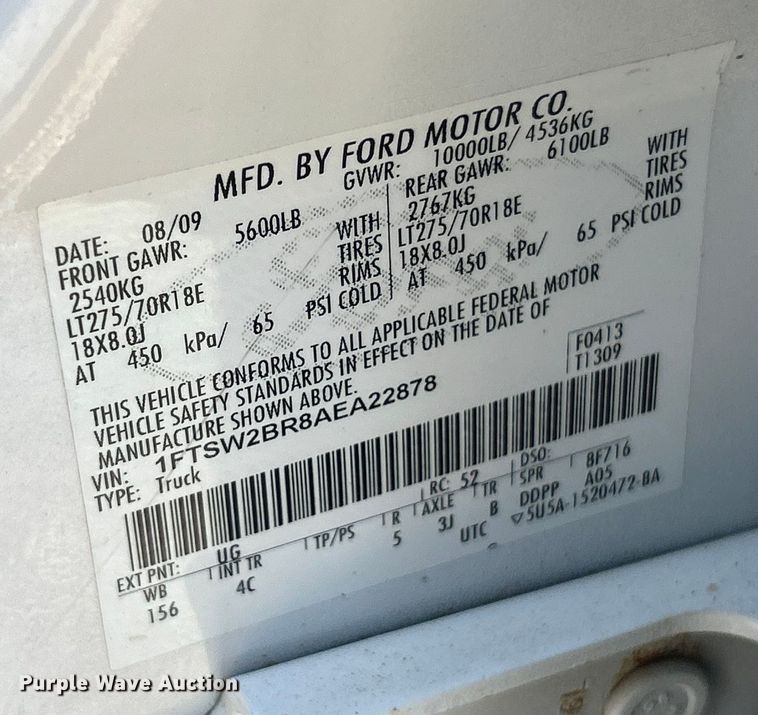 MFD. BY FORD MOTOR CO.
DATE: 08/09 GVWR: 10000LB/ 4536KG
FRONT GAWR: 5600LB REAR GAWR: 6100LB
2540KG WITH 2767KG WITH
LT275/70R18E TIRES LT275/70R18E TIRES
18X8.0J RIMS 18X8.0J RIMS
AT 450 kPa/ 65 PSI COLD AT 450 kPa/ 65 PSI COLD
THIS VEHICLE CONFORMS TO ALL APPLICABLE FEDERAL MOTOR
VEHICLE SAFETY STANDARDS IN EFFECT ON THE DATE OF
MANUFACTURE SHOWN ABOVE.
F0413
T1309
VIN: 1FTSW2BR8AEA22878
TYPE: Truck
EXT PNT: UG RC: 52 DSO: BF716
WB INT TR TP/PS R AXLE TR SPR A05
156 4C 5 3J B DDPP
UTC ▽5U5A-1520472-BA
Purple Wave Auction